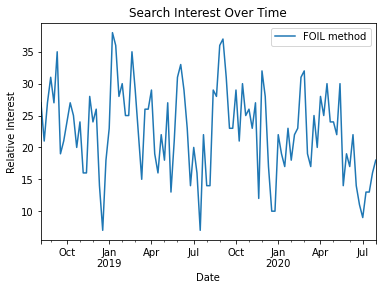 Search Interest Over Time
FOIL method
Relative Interest
35
30
25
20
15
10
Oct Jan Apr Jul Oct Jan Apr Jul
2019 2020
Date